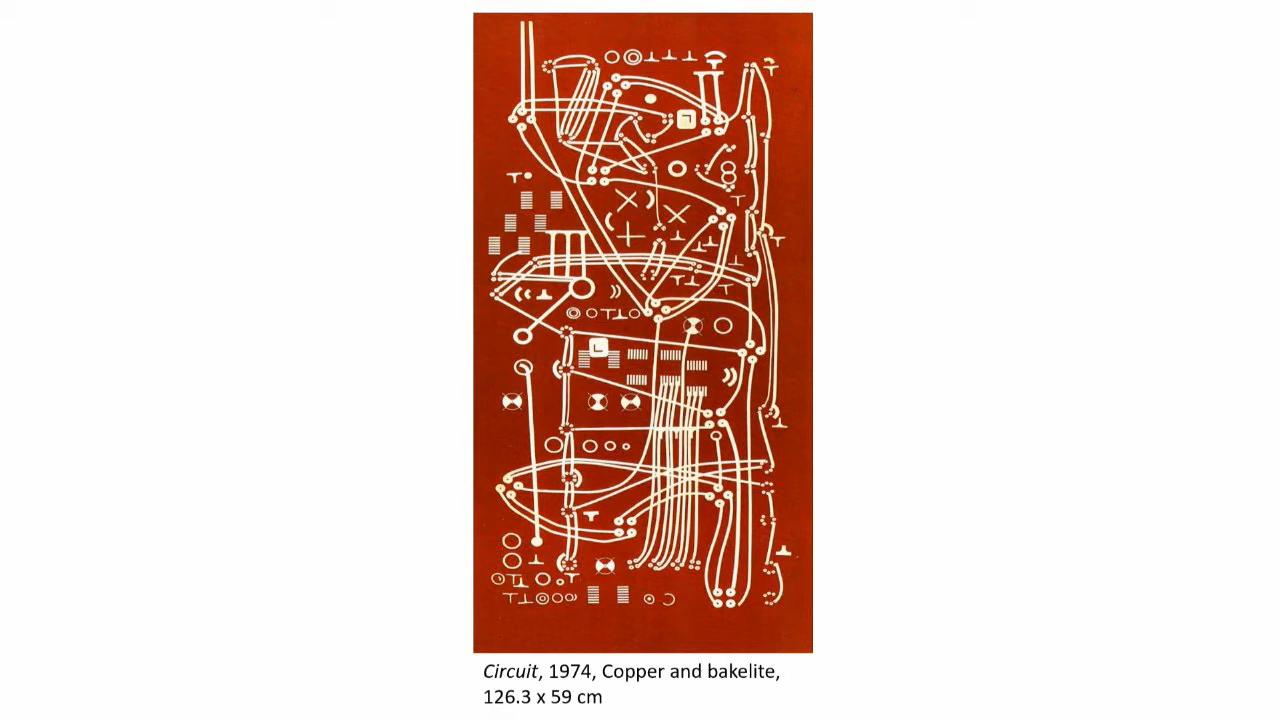 Circuit, 1974, Copper and bakelite,
126.3 x 59 cm